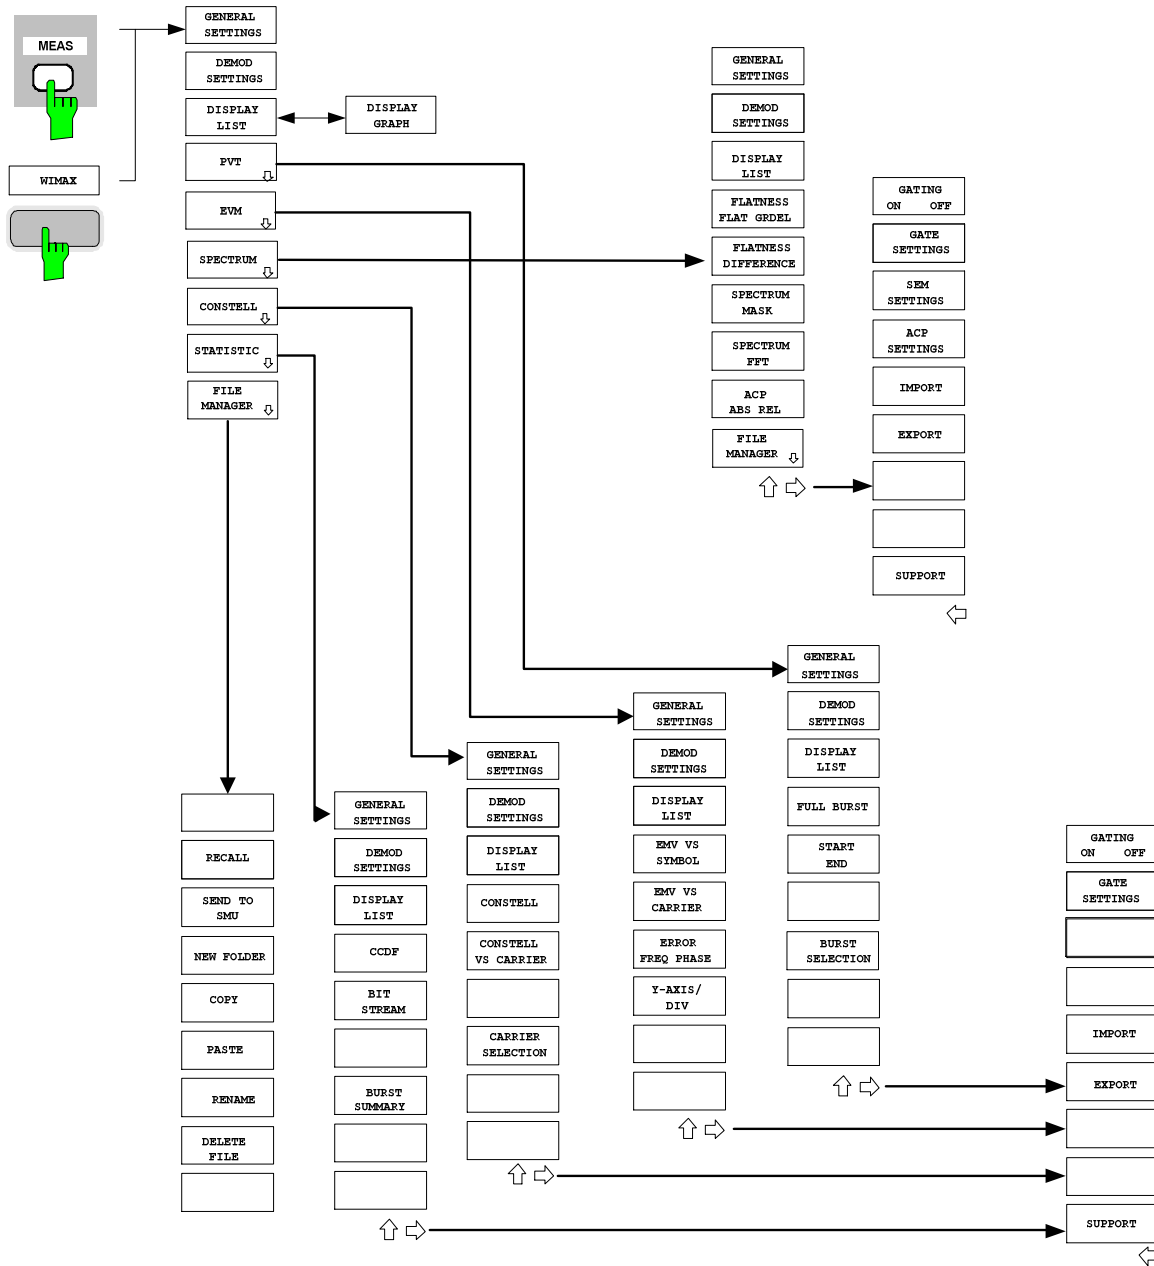 MEAS
WIMAX
GENERAL
SETTINGS
DEMOD
SETTINGS
DISPLAY
LIST
DISPLAY
GRAPH
PVT
EVM
SPECTRUM
CONSTELL
STATISTIC
FILE
MANAGER
GENERAL
SETTINGS
DEMOD
SETTINGS
DISPLAY
LIST
FLATNESS
FLAT GRDEL
FLATNESS
DIFFERENCE
SPECTRUM
MASK
SPECTRUM
FFT
ACP
ABS REL
FILE
MANAGER
GATING
ON OFF
GATE
SETTINGS
SEM
SETTINGS
ACP
SETTINGS
IMPORT
EXPORT
SUPPORT
RECALL
SEND TO
SMU
NEW FOLDER
COPY
PASTE
RENAME
DELETE
FILE
GENERAL
SETTINGS
DEMOD
SETTINGS
DISPLAY
LIST
CCDF
BIT
STREAM
BURST
SUMMARY
GENERAL
SETTINGS
DEMOD
SETTINGS
DISPLAY
LIST
CONSTELL
CONSTELL
VS CARRIER
CARRIER
SELECTION
GENERAL
SETTINGS
DEMOD
SETTINGS
DISPLAY
LIST
EMV VS
SYMBOL
EMV VS
CARRIER
ERROR
FREQ PHASE
Y-AXIS/
DIV
GENERAL
SETTINGS
DEMOD
SETTINGS
DISPLAY
LIST
FULL BURST
START
END
BURST
SELECTION
GATING
ON OFF
GATE
SETTINGS
IMPORT
EXPORT
SUPPORT